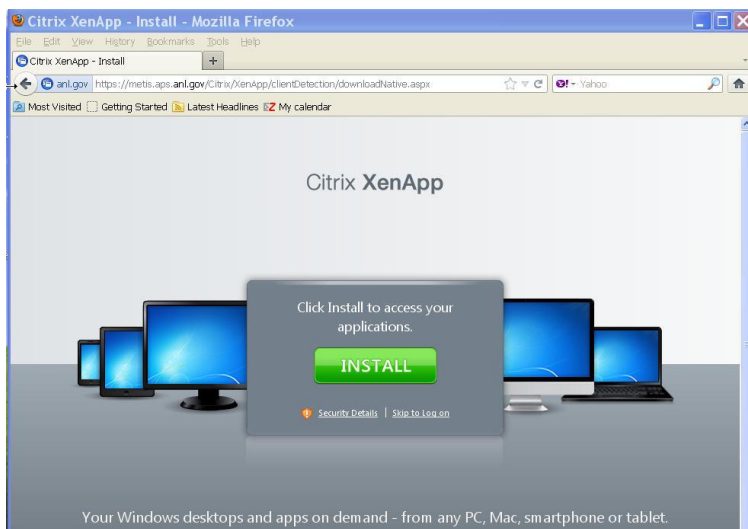 Citrix XenApp - Install - Mozilla Firefox
File Edit View History Bookmarks Tools Help
Citrix XenApp - Install +
anl.gov https://metis.aps.anl.gov/Citrix/XenApp/clientDetection/downloadNative.aspx Yahoo
Most Visited Getting Started Latest Headlines My calendar
Citrix XenApp
Click Install to access your
applications.
INSTALL
Security Details | Skip to Log on
Your Windows desktops and apps on demand - from any PC, Mac, smartphone or tablet.